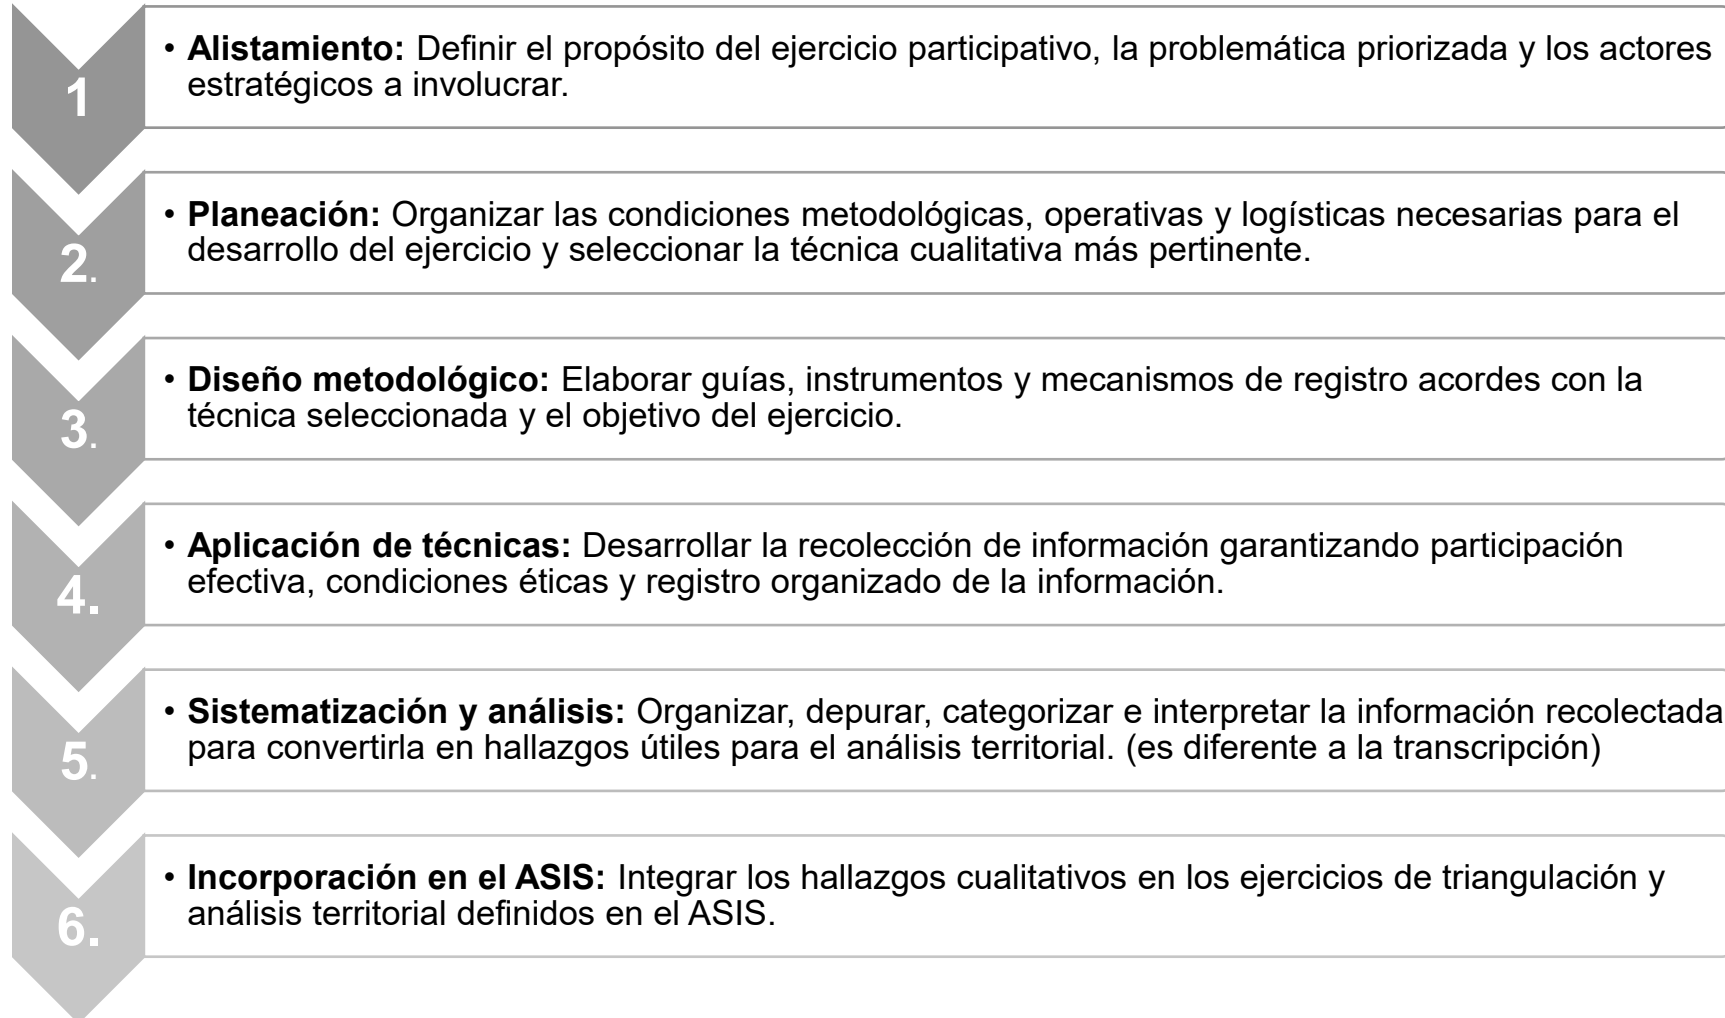 1
• Alistamiento: Definir el propósito del ejercicio participativo, la problemática priorizada y los actores
estratégicos a involucrar.
2.
• Planeación: Organizar las condiciones metodológicas, operativas y logísticas necesarias para el
desarrollo del ejercicio y seleccionar la técnica cualitativa más pertinente.
3.
• Diseño metodológico: Elaborar guías, instrumentos y mecanismos de registro acordes con la
técnica seleccionada y el objetivo del ejercicio.
4.
• Aplicación de técnicas: Desarrollar la recolección de información garantizando participación
efectiva, condiciones éticas y registro organizado de la información.
5.
• Sistematización y análisis: Organizar, depurar, categorizar e interpretar la información recolectada
para convertirla en hallazgos útiles para el análisis territorial. (es diferente a la transcripción)
6.
• Incorporación en el ASIS: Integrar los hallazgos cualitativos en los ejercicios de triangulación y
análisis territorial definidos en el ASIS.